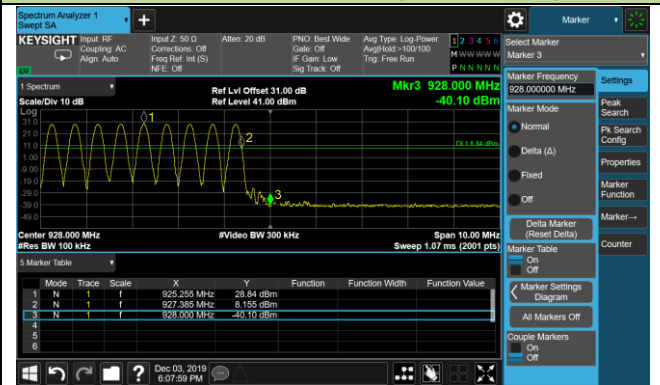 Spectrum Analyzer 1
Swept SA
Marker
KEYSIGHT
Input: RF
Coupling: AC
Align: Auto
Input Z: 50 Ω
Corrections: Off
Freq Ref: Int (S)
NFE: Off
Atten: 20 dB
PNO: Best Wide
Gate: Off
IF Gain: Low
Sig Track: Off
Avg Type: Log-Power
Avg|Hold:>100/100
Trig: Free Run
1 2 3 4 5 6
M W W W W W
P N N N N N
Select Marker
Marker 3
1 Spectrum
Scale/Div 10 dB
Ref Lvl Offset 31.00 dB
Ref Level 41.00 dBm
Mkr3 928.000 MHz
-40.10 dBm
Log
31.0
21.0
11.0
1.00
-9.00
-19.0
-29.0
-39.0
-49.0
1
2
3
DL1 8.84 dBm
Center 928.000 MHz
#Res BW 100 kHz
#Video BW 300 kHz
Span 10.00 MHz
Sweep 1.07 ms (2001 pts)
5 Marker Table
Mode Trace Scale X Y Function Function Width Function Value
1 N 1 f 925.255 MHz 28.84 dBm
2 N 1 f 927.385 MHz 8.155 dBm
3 N 1 f 928.000 MHz -40.10 dBm
4
5
6
Dec 03, 2019
6:07:59 PM
Marker Frequency
928.000000 MHz
Marker Mode
Normal
Delta (Δ)
Fixed
Off
Delta Marker
(Reset Delta)
Marker Table
On
Off
Marker Settings
Diagram
All Markers Off
Couple Markers
On
Off
Settings
Peak
Search
Pk Search
Config
Properties
Marker
Function
Marker→
Counter